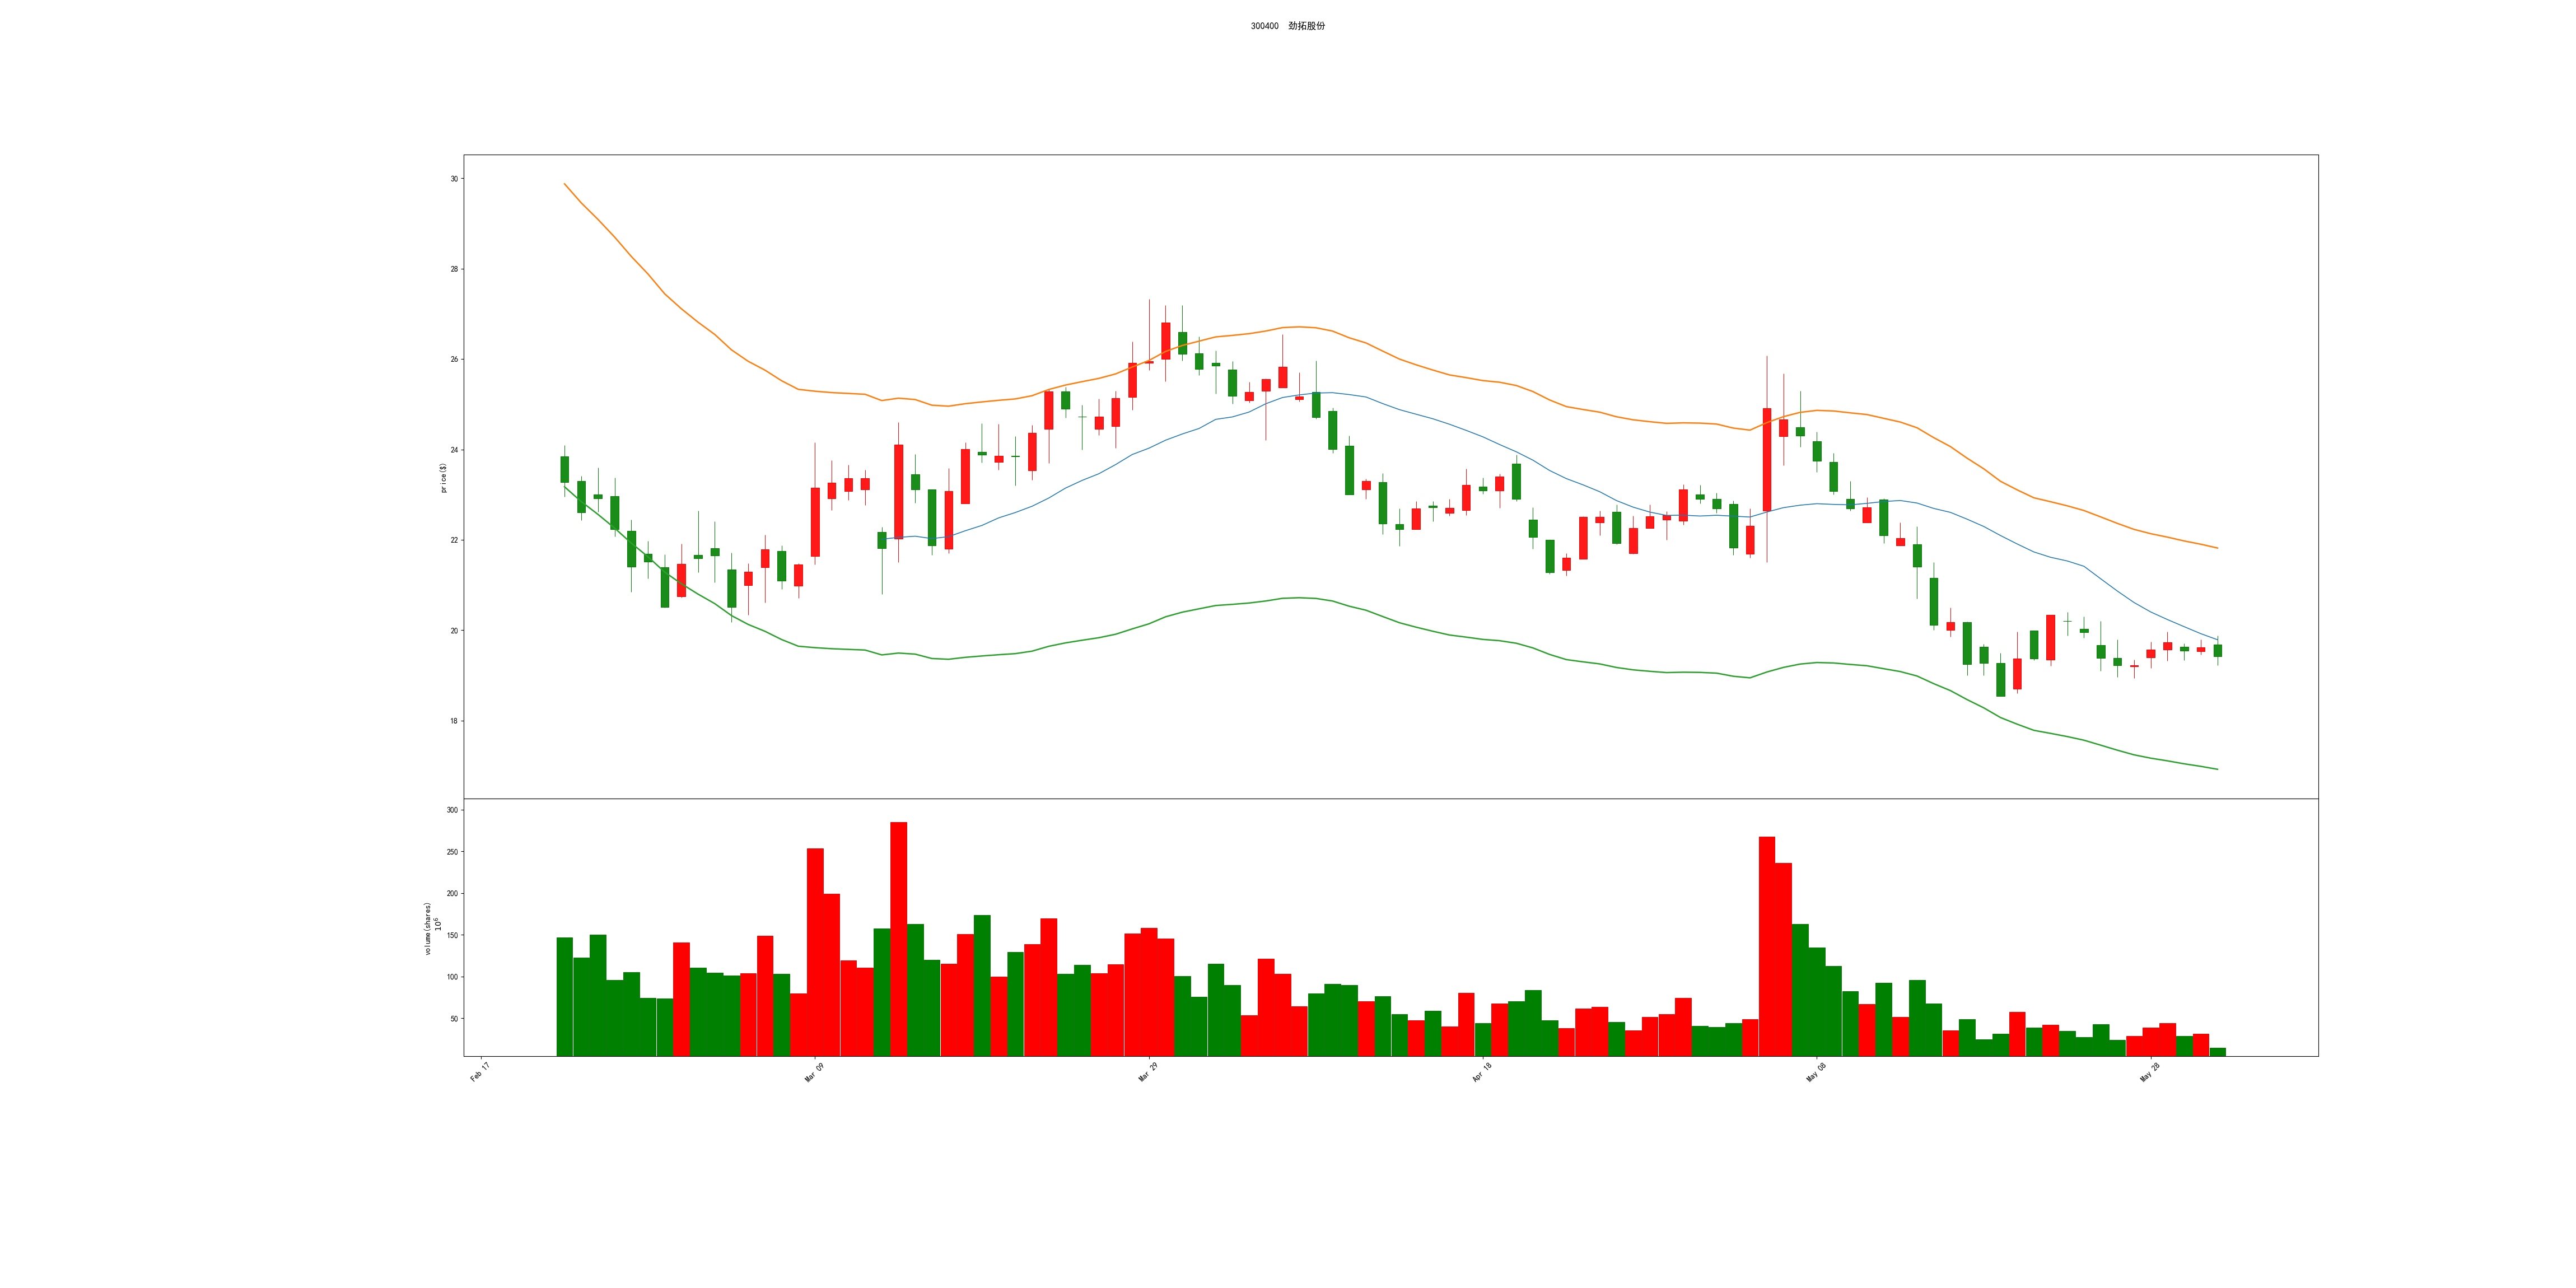 300400 劲拓股份
30
28
26
24
22
20
18
price($)
300
250
200
150
100
50
volume(shares)
10^6
Feb 17
Mar 09
Mar 29
Apr 18
May 08
May 28